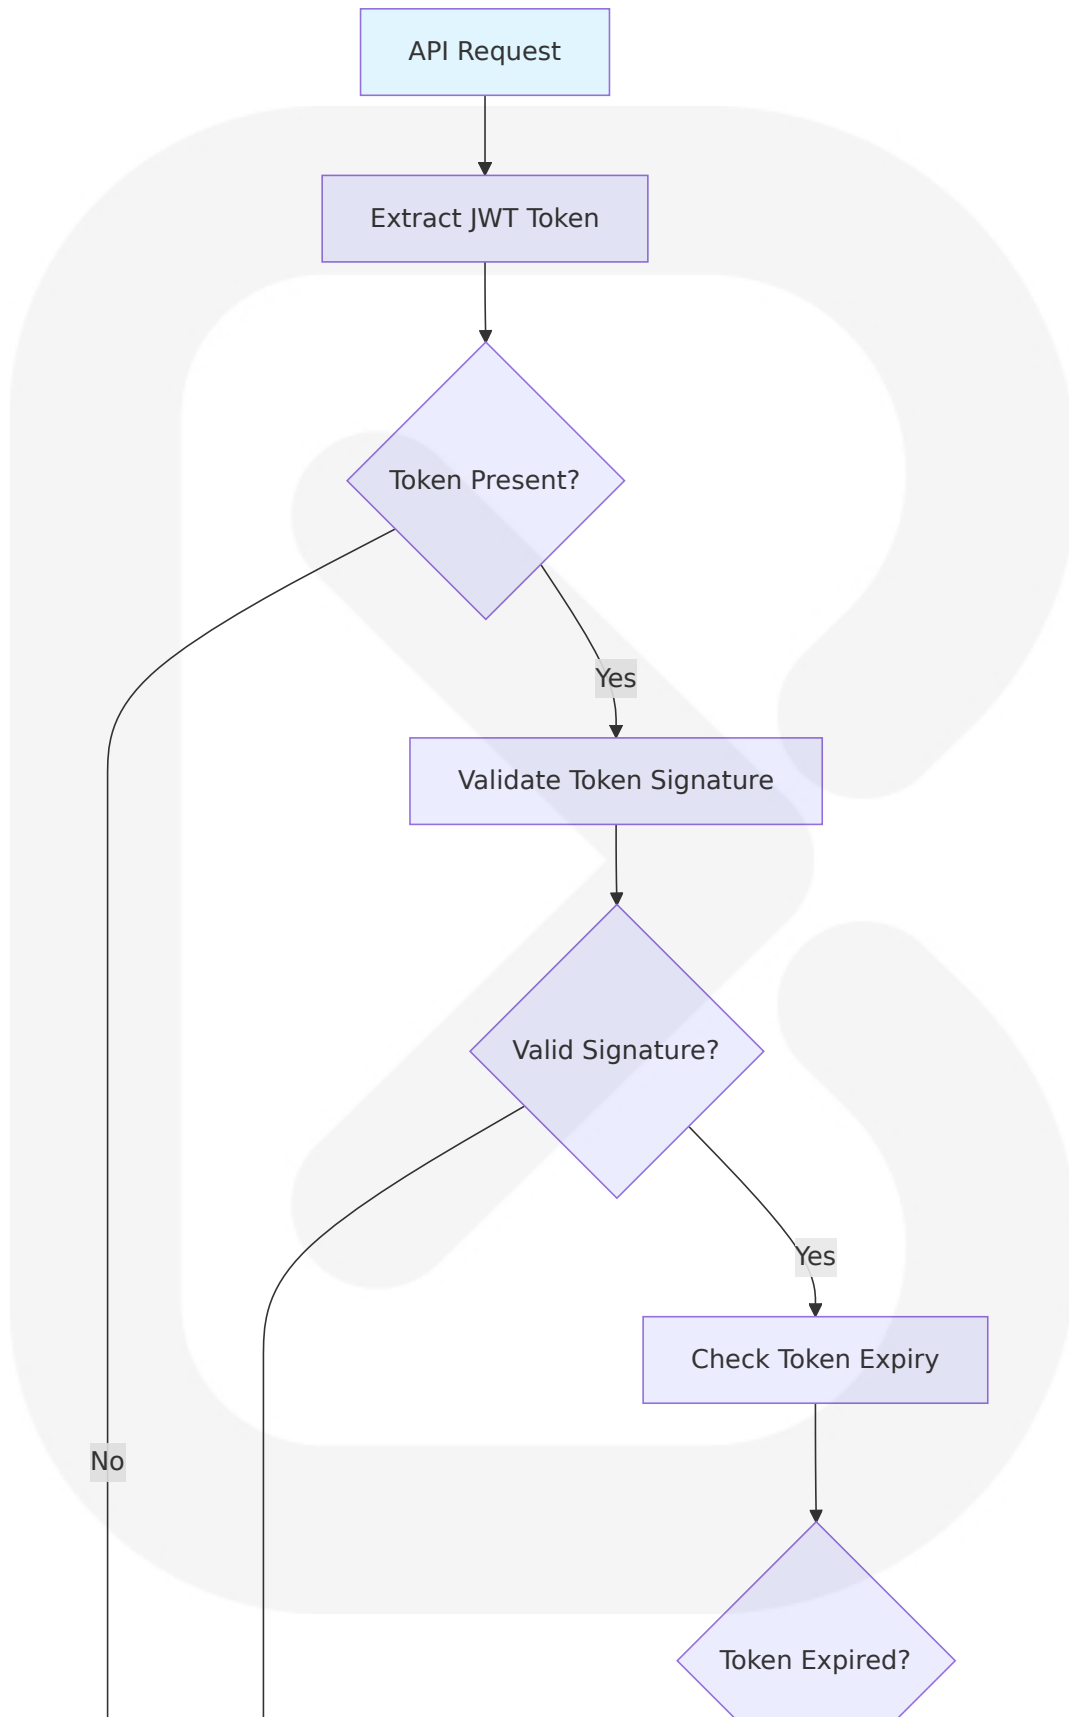 API Request
Extract JWT Token
Token Present?
Yes
Validate Token Signature
Valid Signature?
Yes
Check Token Expiry
No
Token Expired?